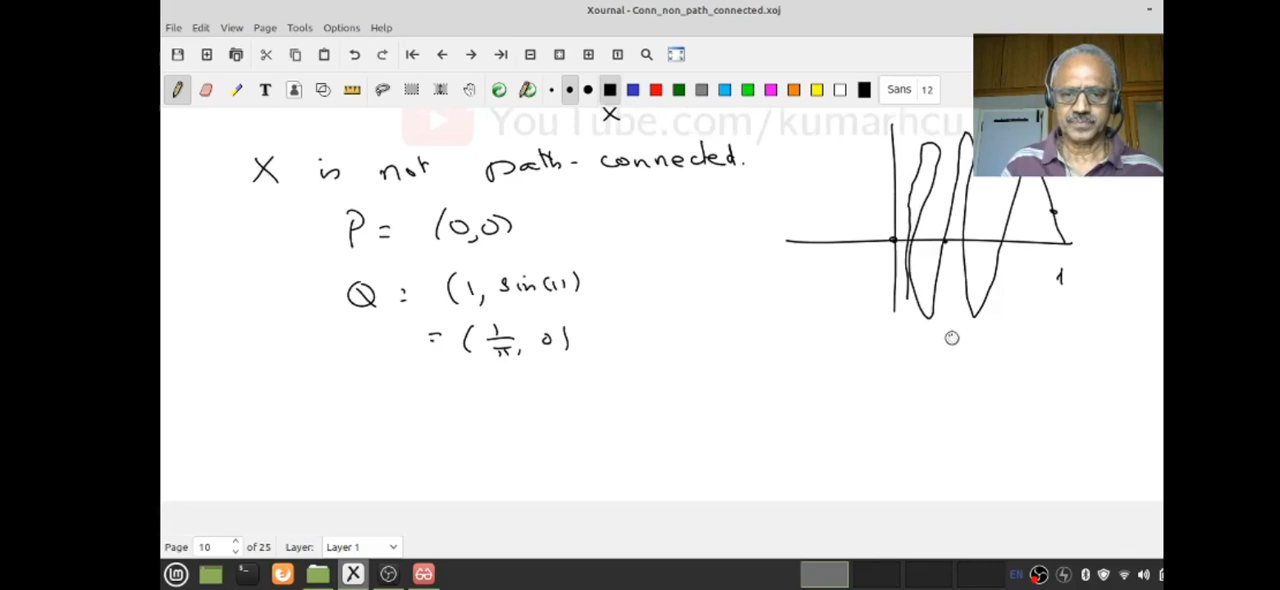 Xournal - Conn_non_path_connected.xoj
File Edit View Page Tools Options Help
T Sans 12
YouTube.com/kumarhcu
X
X is not path-connected.
P = (0,0)
Q = (1, sin(1))
= (1/π, 0)
1
Page 10 of 25 Layer: Layer 1
X EN